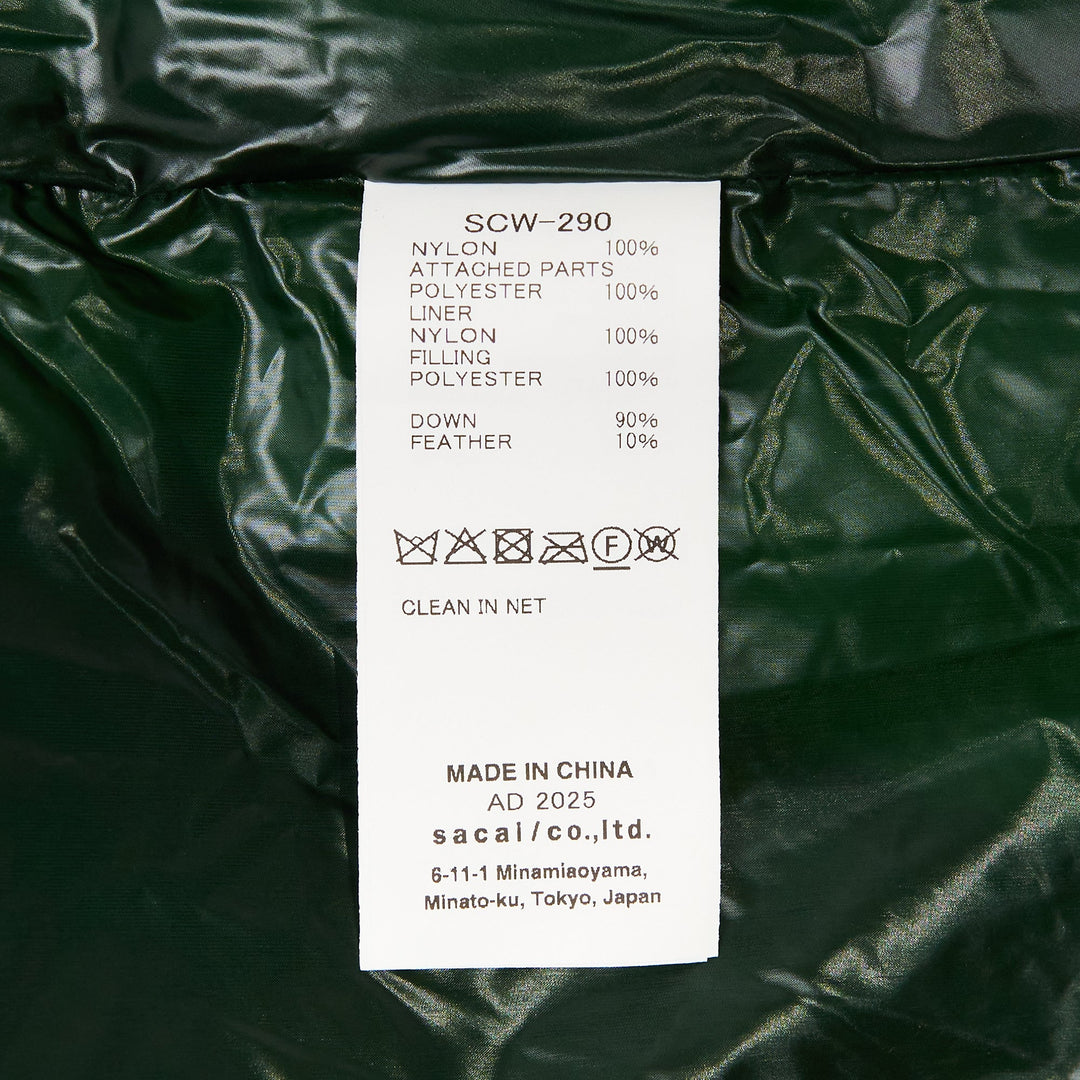 SCW-290
NYLON 100%
ATTACHED PARTS
POLYESTER 100%
LINER
NYLON 100%
FILLING
POLYESTER 100%
DOWN 90%
FEATHER 10%
F W
CLEAN IN NET
MADE IN CHINA
AD 2025
sacai/co.,ltd.
6-11-1 Minamiaoyama,
Minato-ku, Tokyo, Japan